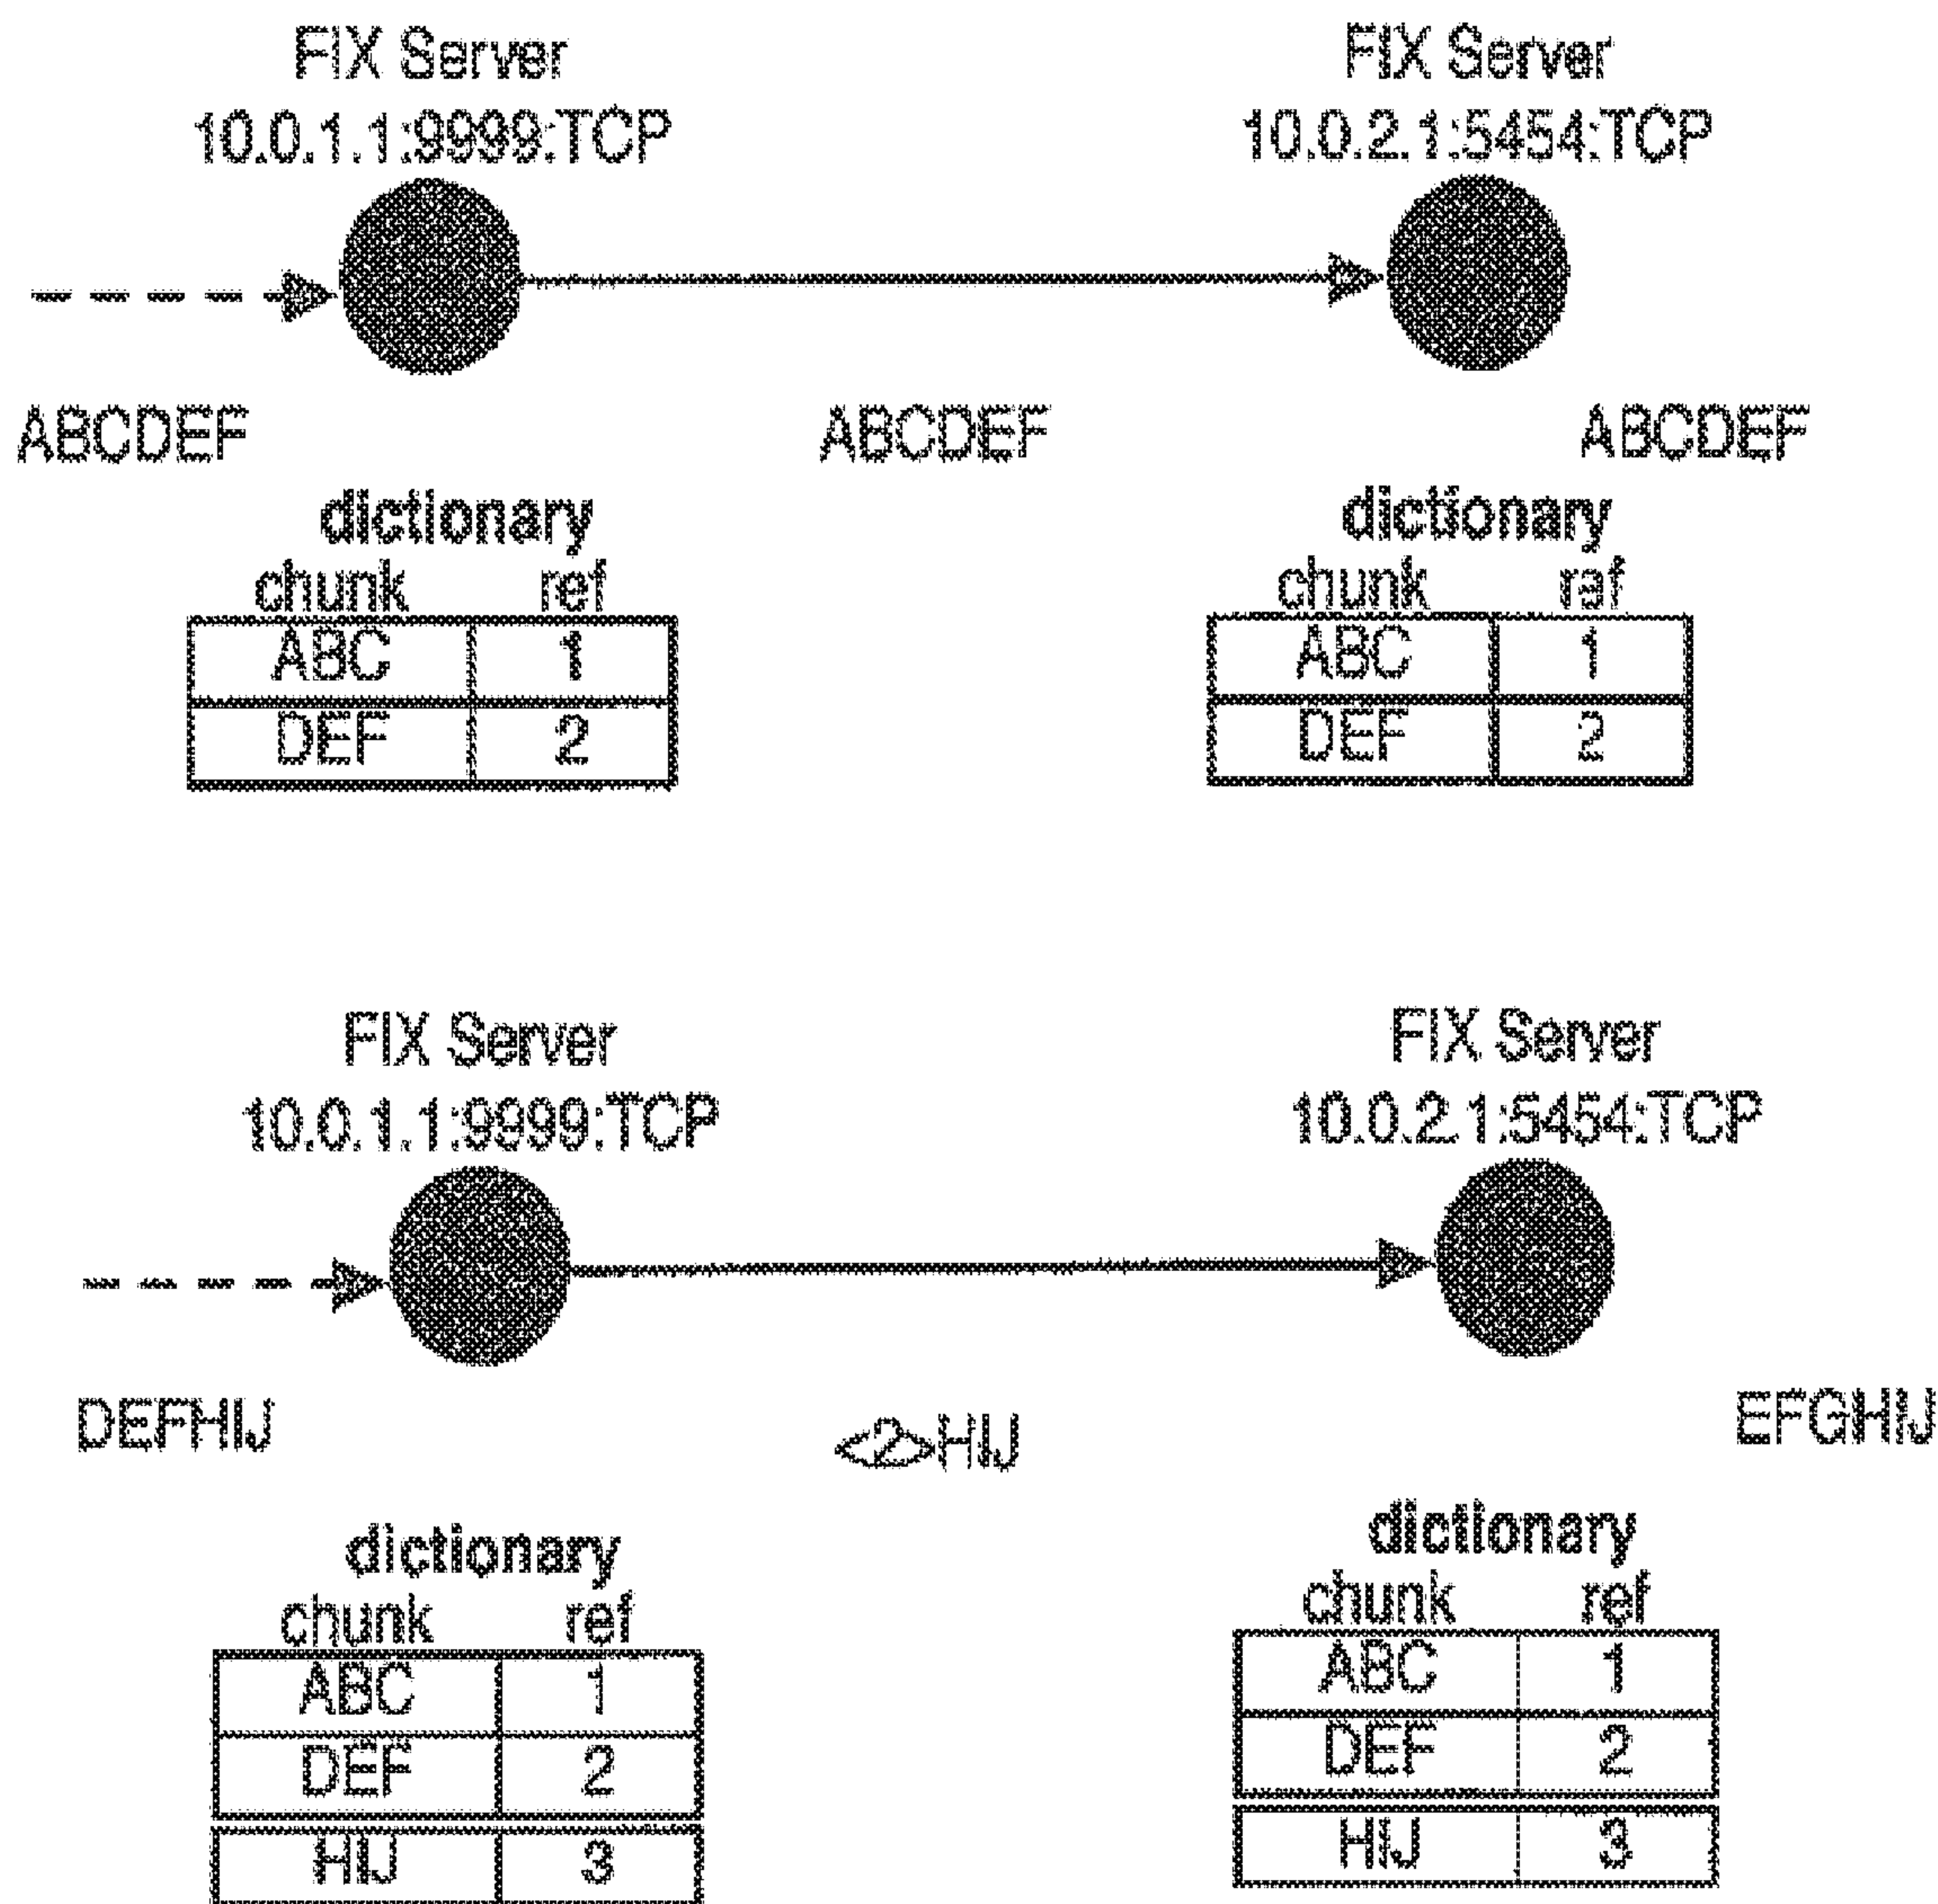 FIX Server FIX Server
10.0.1.1:9999:TCP 10.0.2.1:5454:TCP
ABCDEF ABCDEF ABCDEF
dictionary dictionary
chunk ref chunk raf
ABC 1 ABC 1
DEF 2 DEF 2
FIX Server FIX Server
10.0.1.1:9999:TCP 10.0.2.1:5454:TCP
DEFHIJ <2>HIJ EFGHIJ
dictionary dictionary
chunk ref chunk ref
ABC 1 ABC 1
DEF 2 DEF 2
HIJ 3 HIJ 3